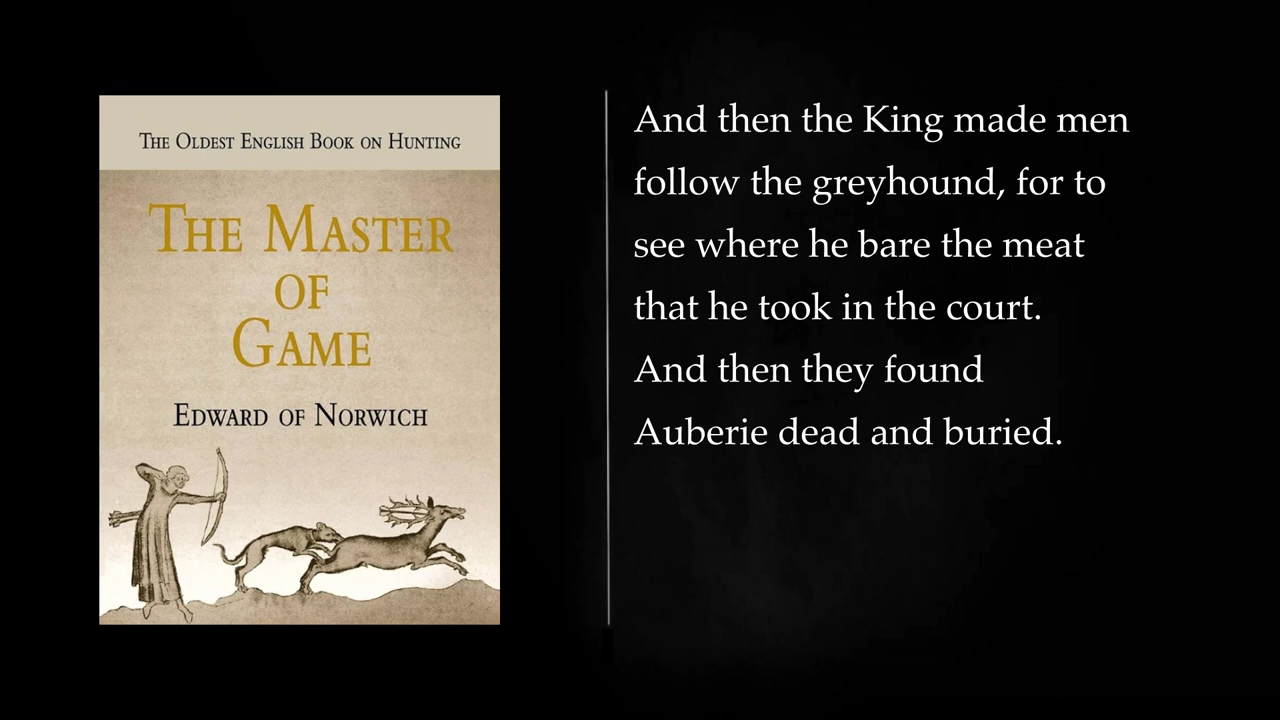 The Oldest English Book on Hunting
The Master
of
Game
Edward of Norwich
And then the King made men
follow the greyhound, for to
see where he bare the meat
that he took in the court.
And then they found
Auberie dead and buried.